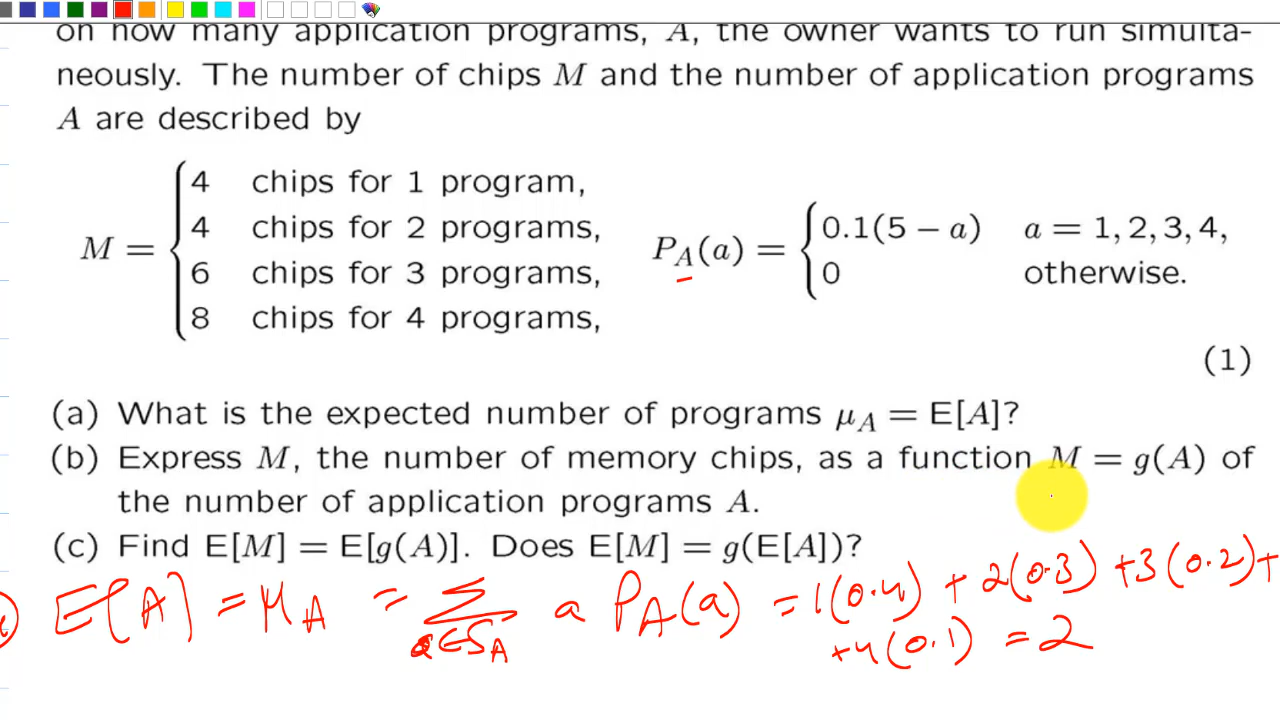 on how many application programs, A, the owner wants to run simulta-
neously. The number of chips M and the number of application programs
A are described by
M = { 4 chips for 1 program,
4 chips for 2 programs,
6 chips for 3 programs,
8 chips for 4 programs,
P_A(a) = { 0.1(5 − a) a = 1, 2, 3, 4,
0 otherwise.
(1)
(a) What is the expected number of programs μ_A = E[A]?
(b) Express M, the number of memory chips, as a function M = g(A) of
the number of application programs A.
(c) Find E[M] = E[g(A)]. Does E[M] = g(E[A])?
E[A] = μ_A = Σ_{a∈S_A} a P_A(a) = 1(0.4) + 2(0.3) + 3(0.2) +
+4(0.1) = 2